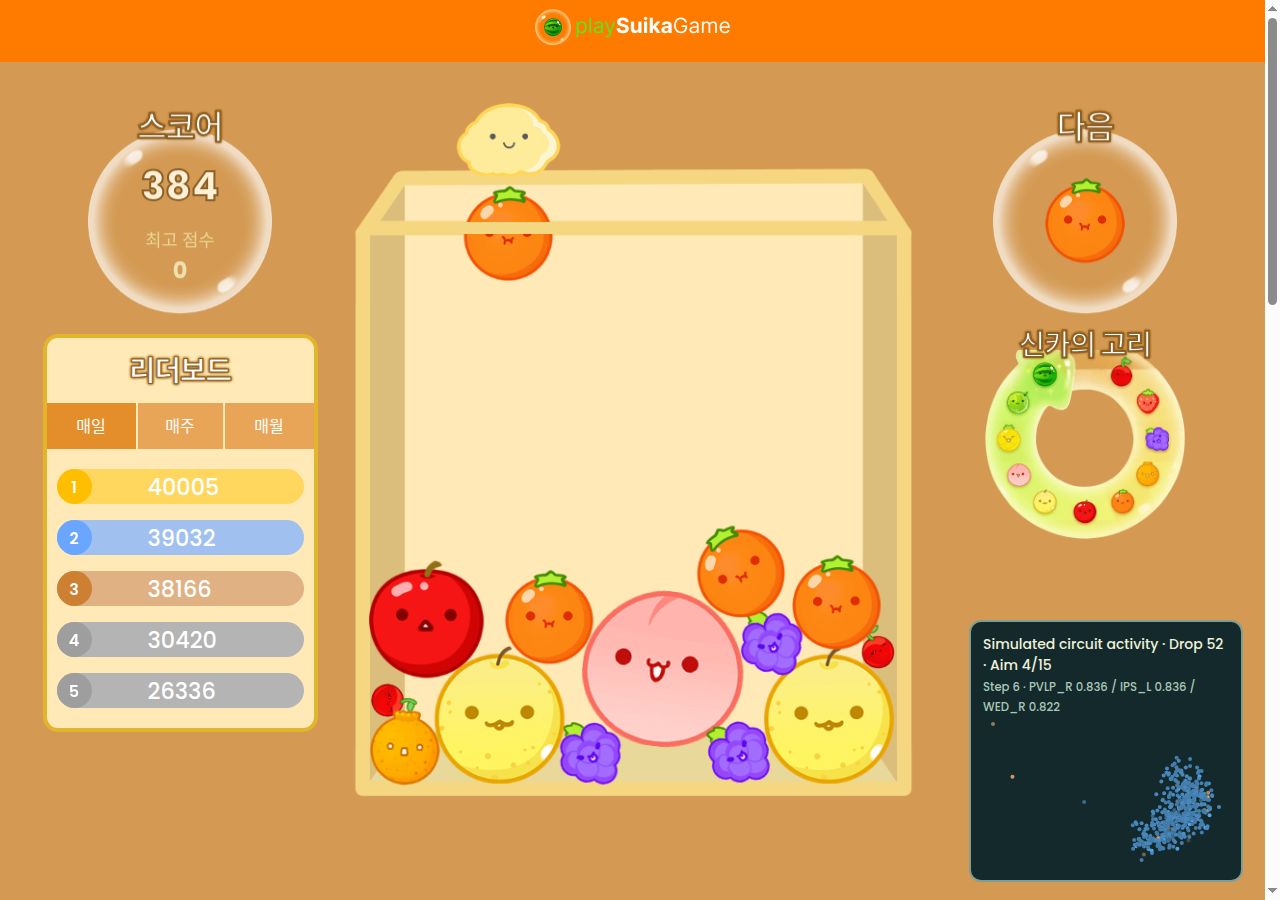 playSuikaGame
스코어
384
최고 점수
0
다음
신카의 고리
리더보드
매일 매주 매월
1 40005
2 39032
3 38166
4 30420
5 26336
Simulated circuit activity · Drop 52
· Aim 4/15
Step 6 · PVLP_R 0.836 / IPS_L 0.836 /
WED_R 0.822